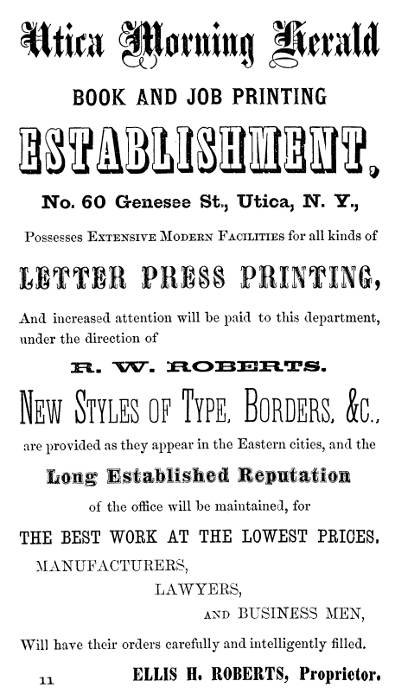 Utica Morning Herald
BOOK AND JOB PRINTING
ESTABLISHMENT,
No. 60 Genesee St., Utica, N. Y.,
Possesses EXTENSIVE MODERN FACILITIES for all kinds of
LETTER PRESS PRINTING,
And increased attention will be paid to this department,
under the direction of
R. W. ROBERTS.
NEW STYLES OF TYPE, BORDERS, &C.,
are provided as they appear in the Eastern cities, and the
Long Established Reputation
of the office will be maintained, for
THE BEST WORK AT THE LOWEST PRICES.
MANUFACTURERS,
LAWYERS,
AND BUSINESS MEN,
Will have their orders carefully and intelligently filled.
11 ELLIS H. ROBERTS, Proprietor.